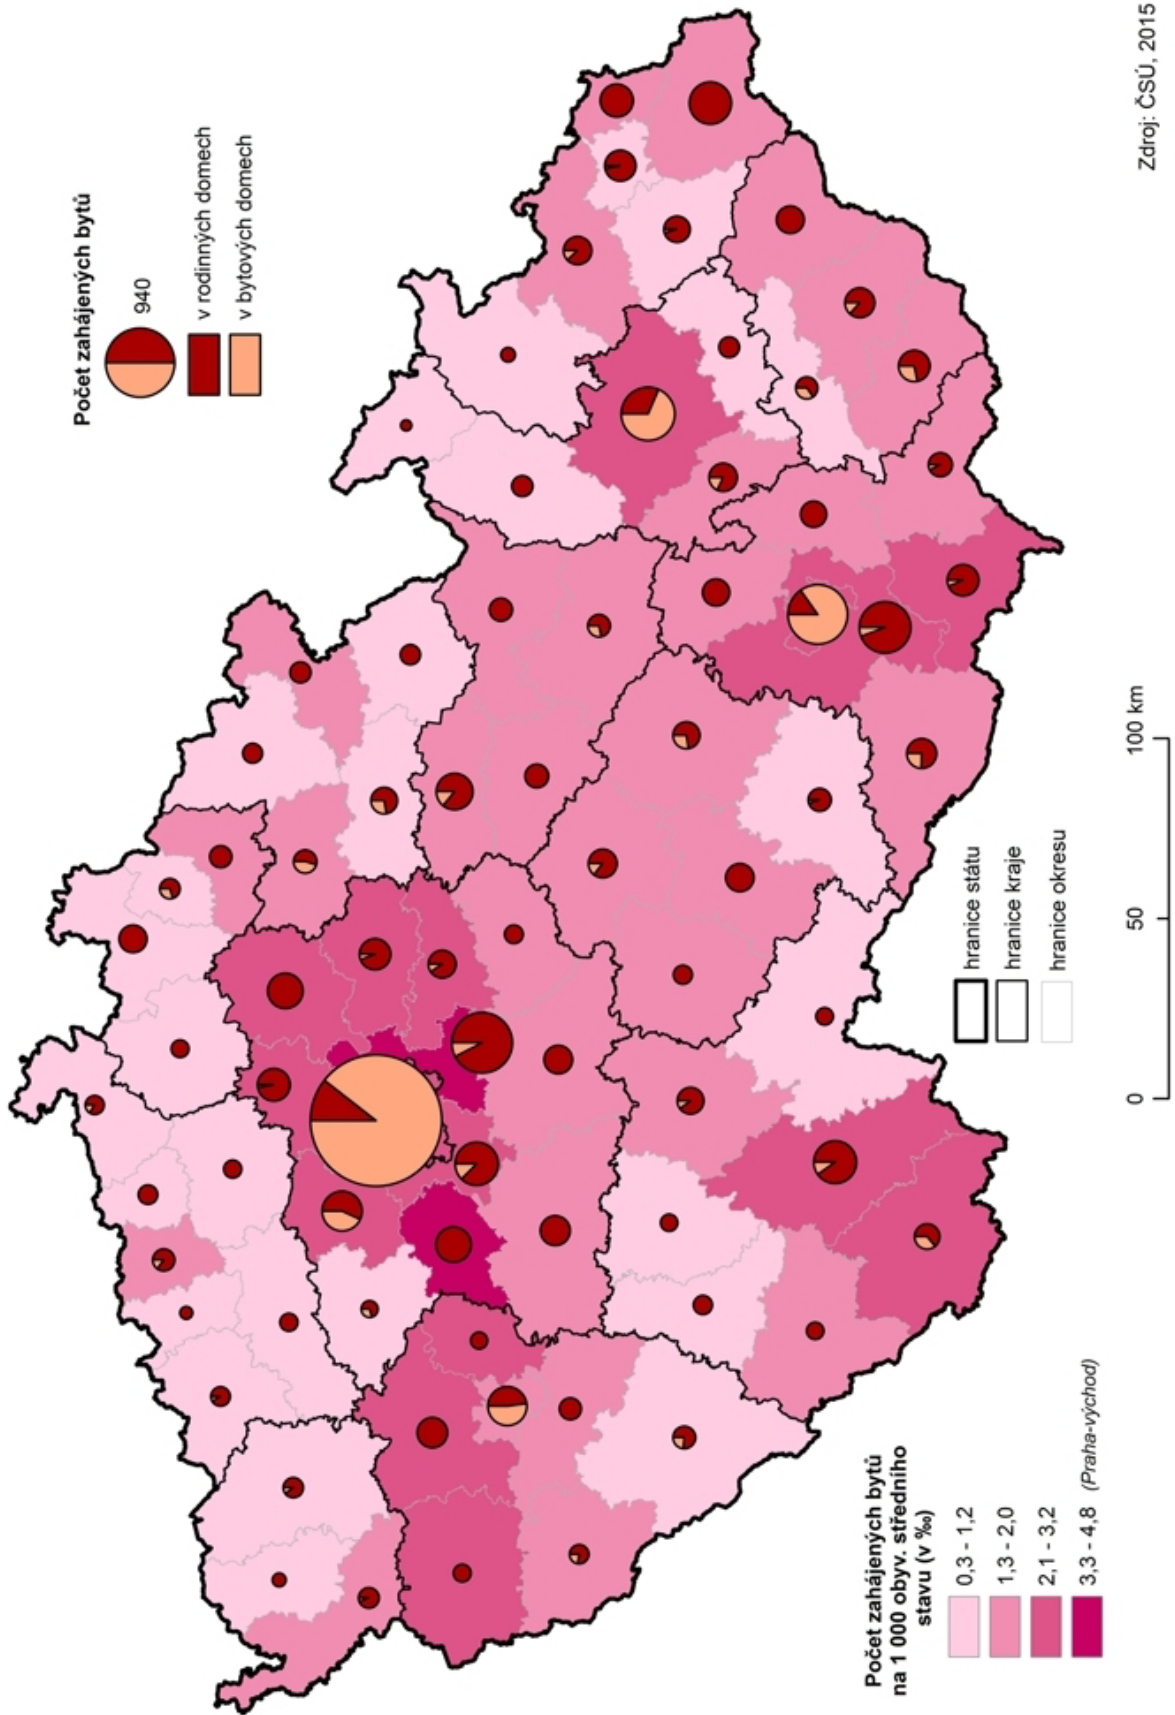 Počet zahájených bytů
940
v rodinných domech
v bytových domech
Počet zahájených bytů
na 1 000 obyv. středního
stavu (v ‰)
0,3 - 1,2
1,3 - 2,0
2,1 - 3,2
3,3 - 4,8 (Praha-východ)
hranice státu
hranice kraje
hranice okresu
0 50 100 km
Zdroj: ČSÚ, 2015